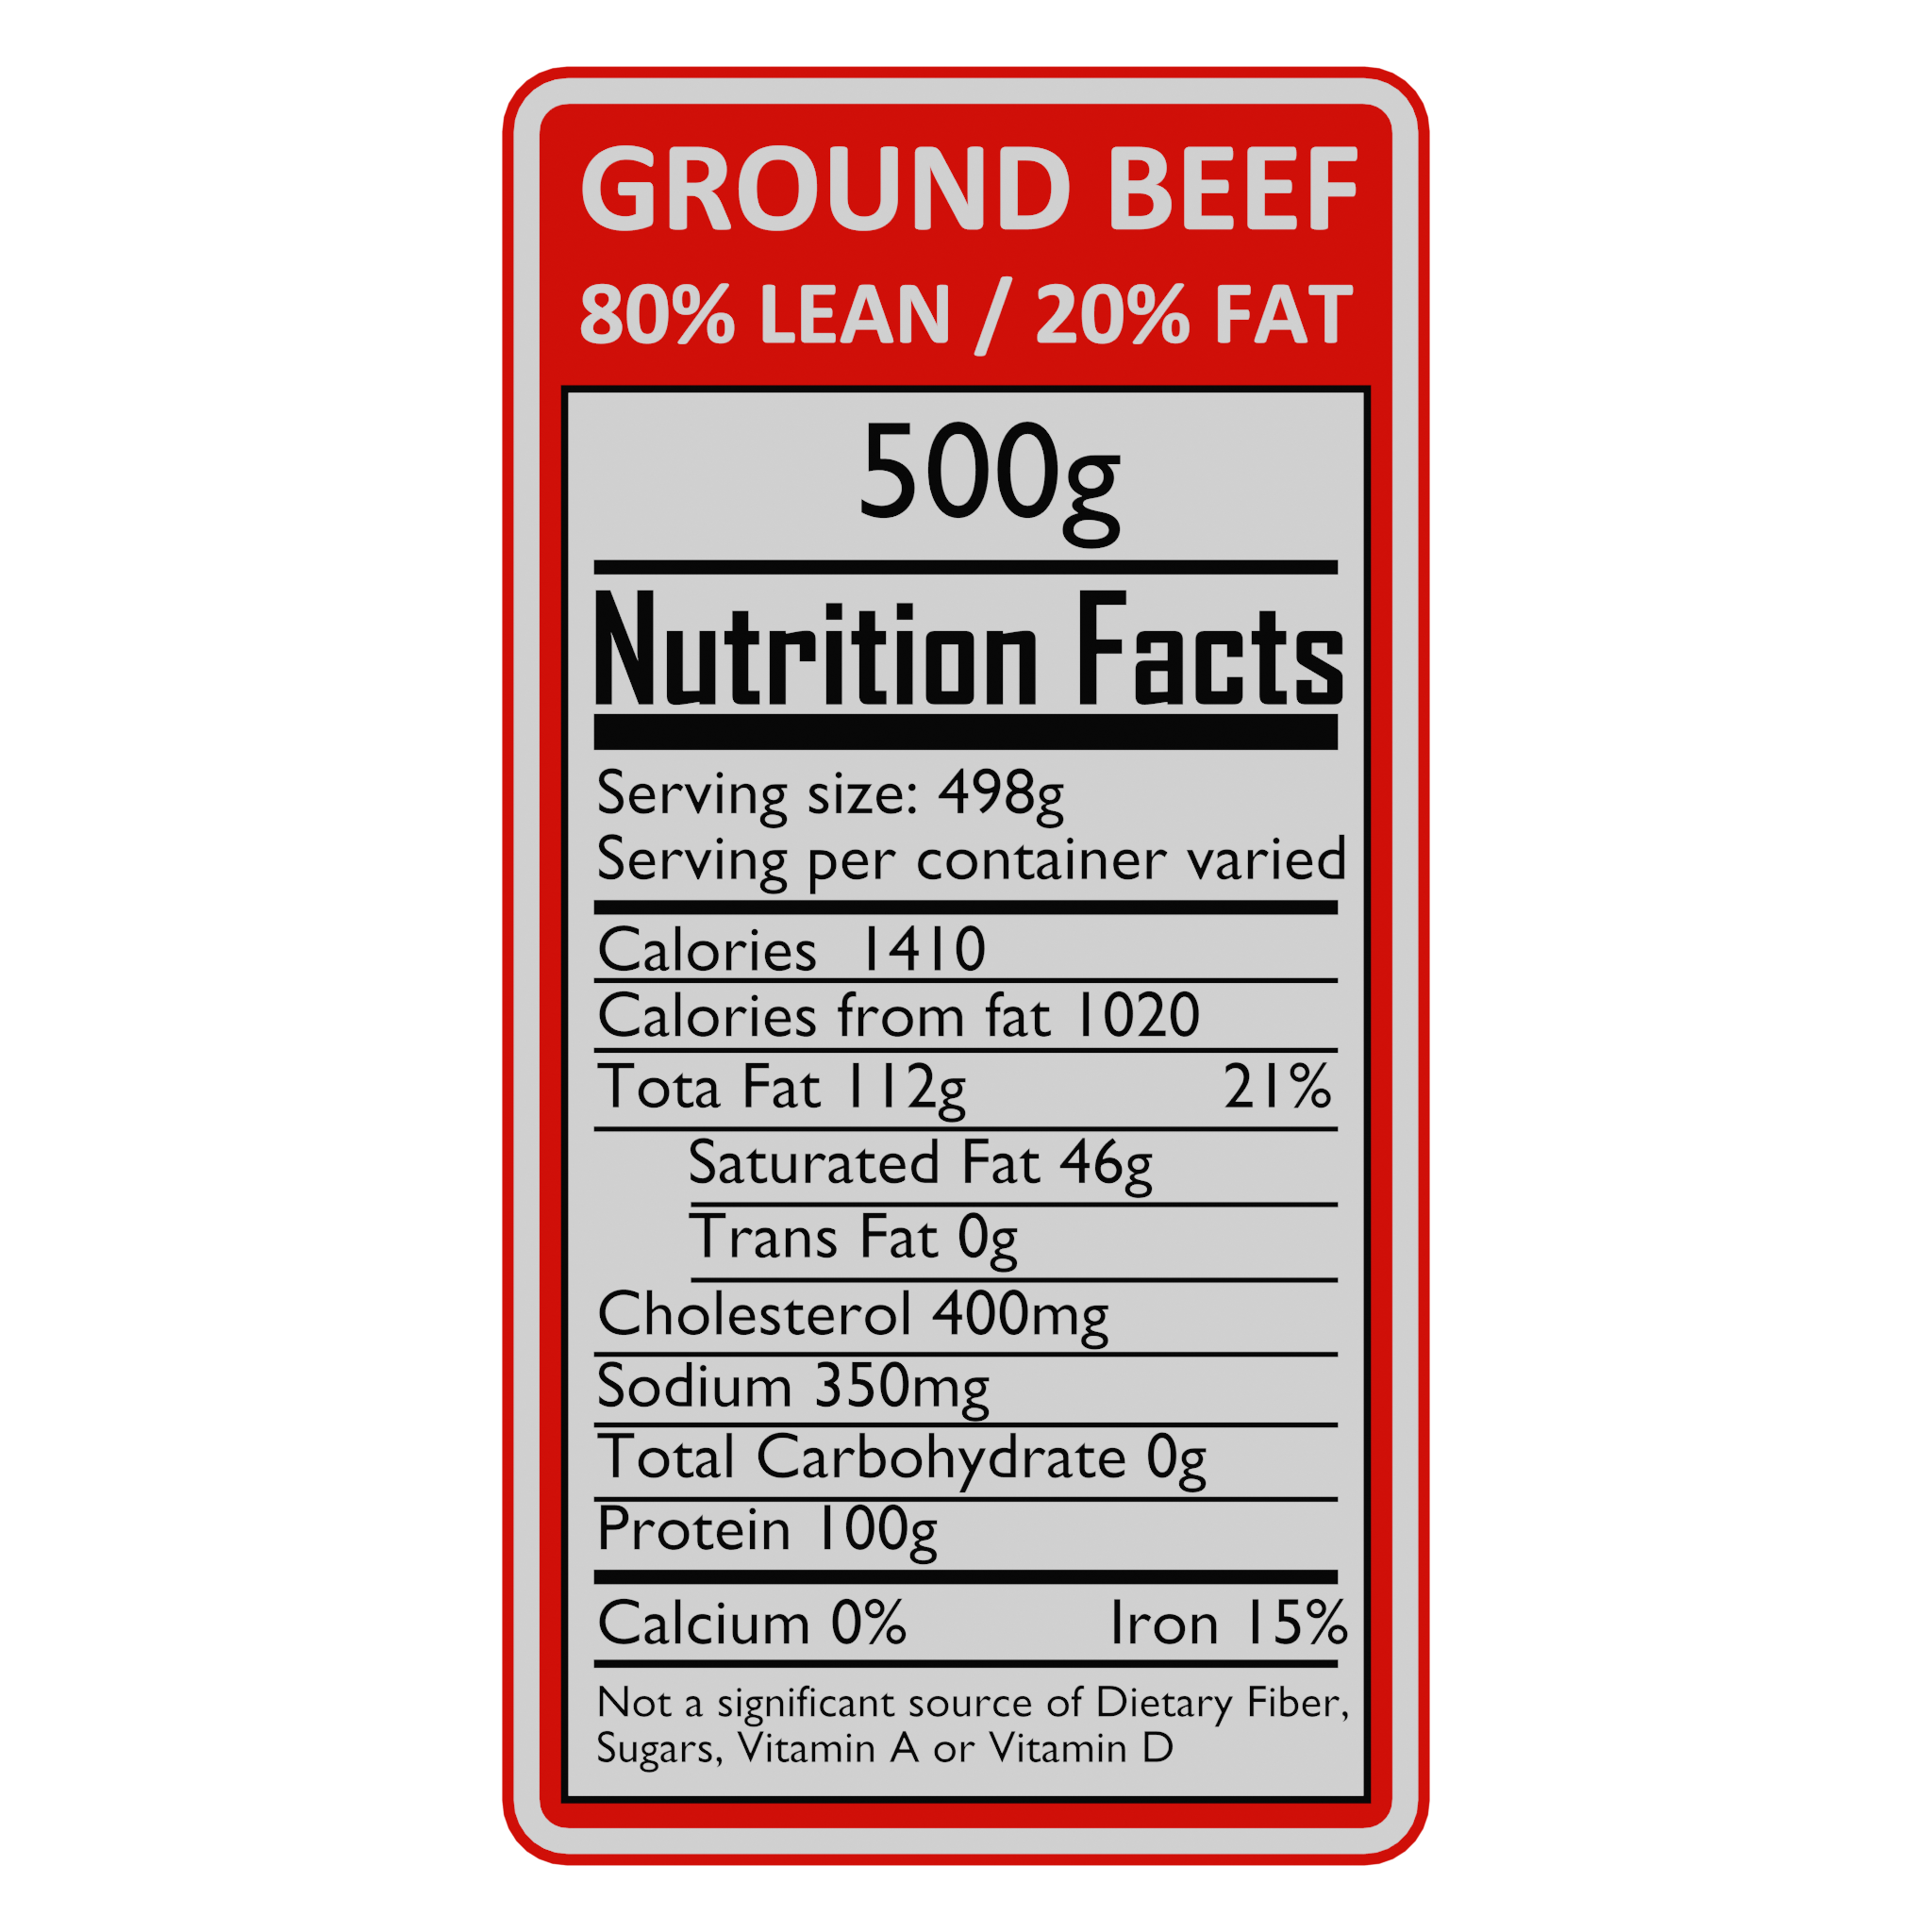 GROUND BEEF
80% LEAN / 20% FAT
500g
Nutrition Facts
Serving size: 498g
Serving per container varied
Calories 1410
Calories from fat 1020
Tota Fat 112g 21%
Saturated Fat 46g
Trans Fat 0g
Cholesterol 400mg
Sodium 350mg
Total Carbohydrate 0g
Protein 100g
Calcium 0% Iron 15%
Not a significant source of Dietary Fiber,
Sugars, Vitamin A or Vitamin D